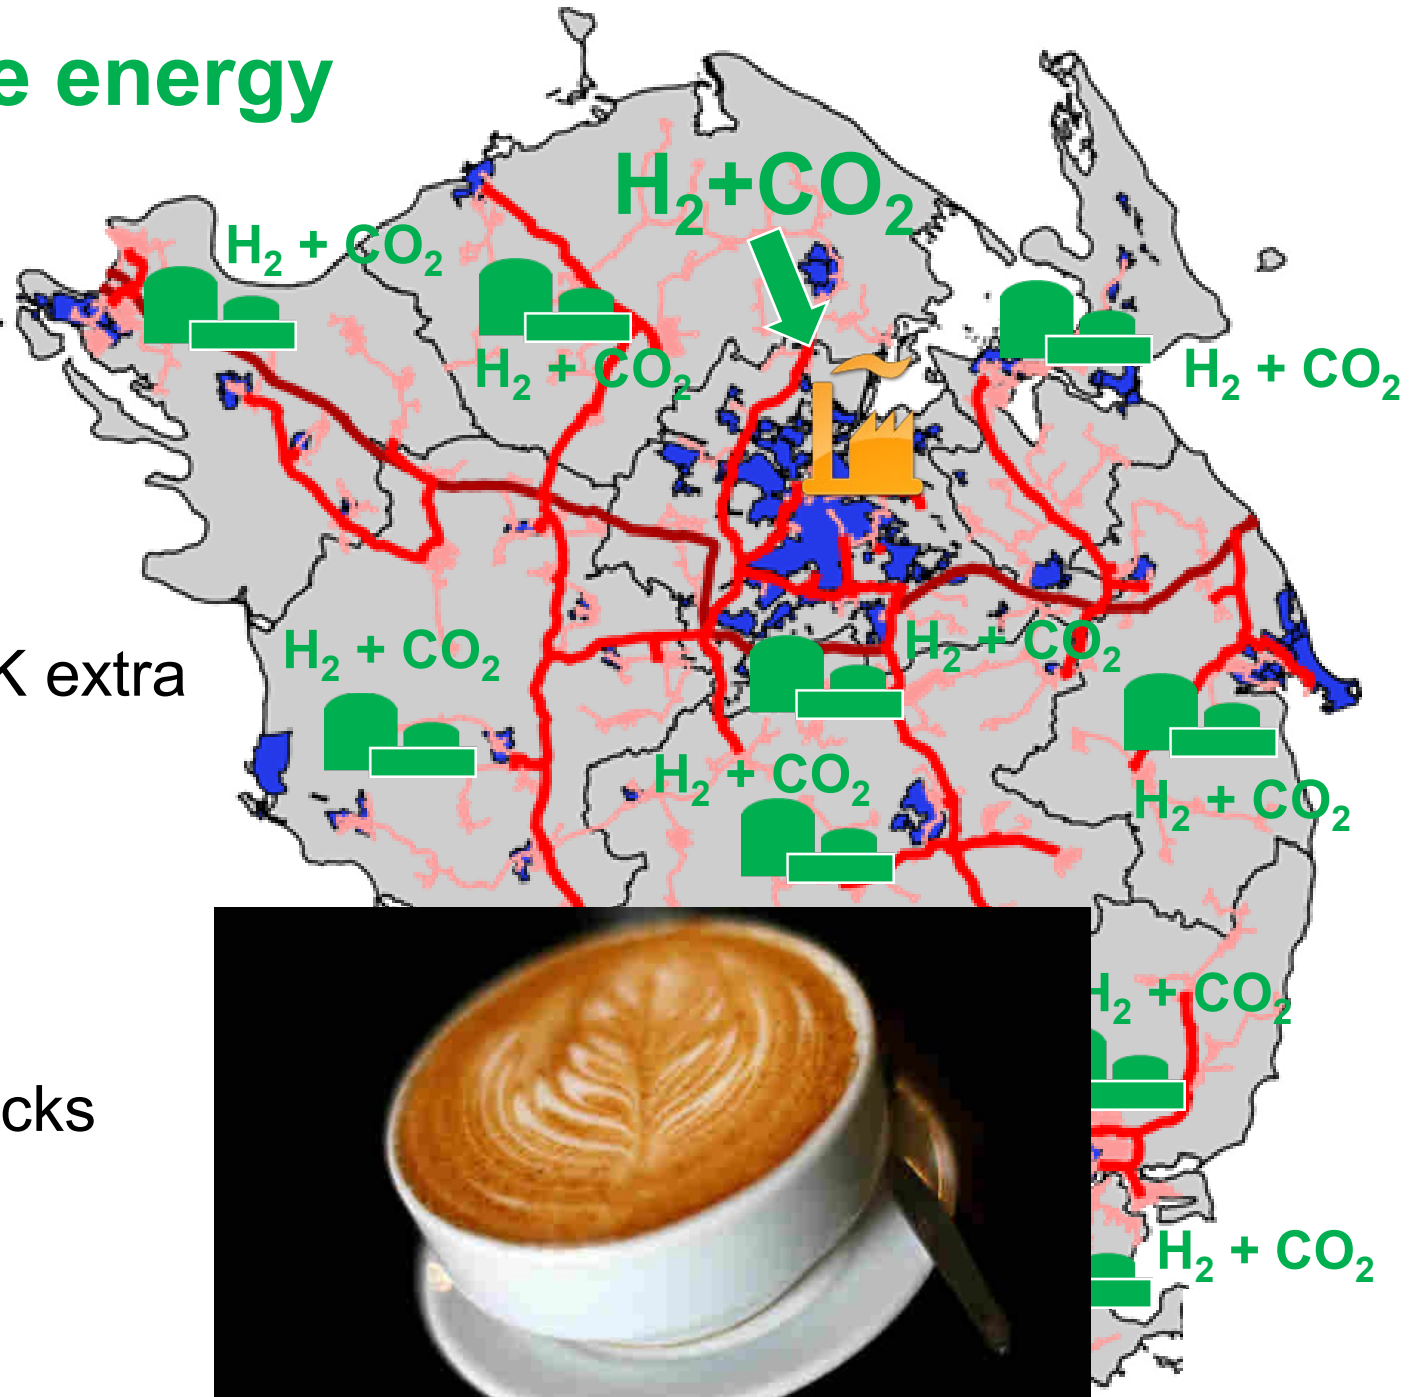 e energy
H₂+CO₂
H₂ + CO₂
H₂ + CO₂
H₂ + CO₂
H₂ + CO₂
H₂ + CO₂
K extra
H₂ + CO₂
H₂ + CO₂
H₂ + CO₂
cks
H₂ + CO₂